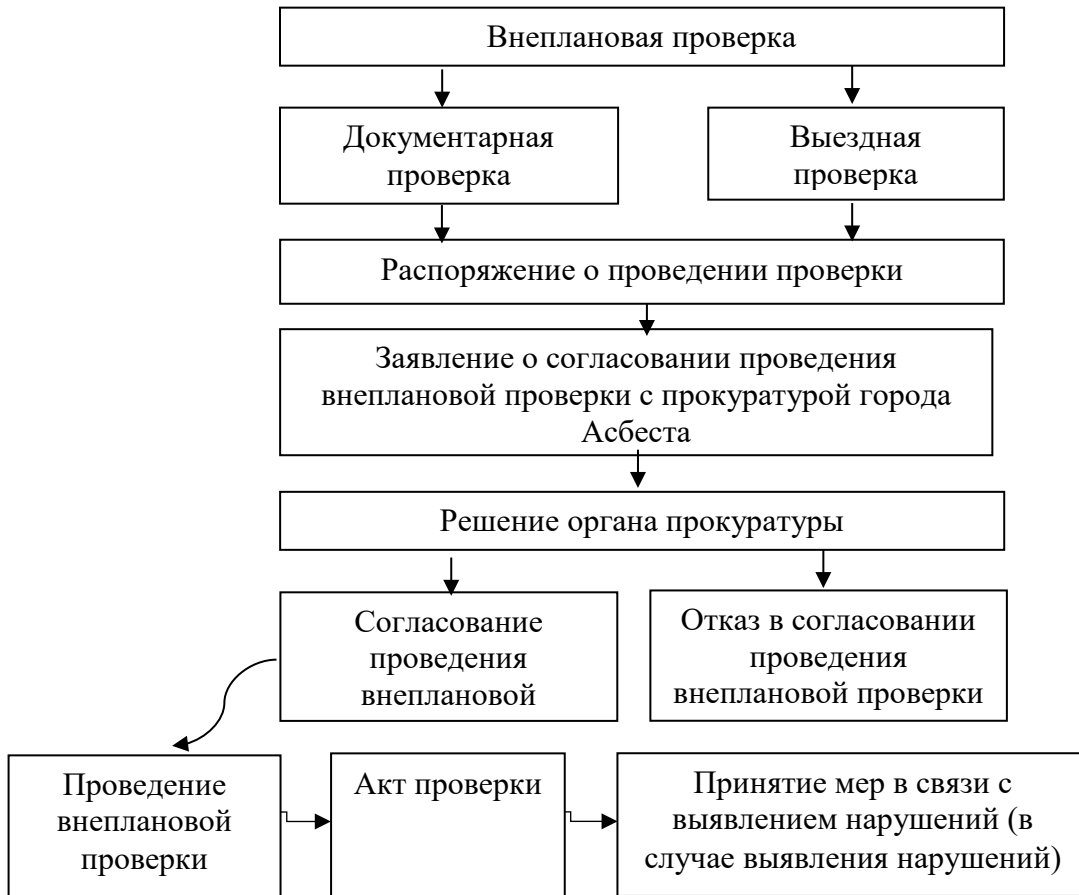 Внеплановая проверка
Документарная
проверка
Выездная
проверка
Распоряжение о проведении проверки
Заявление о согласовании проведения
внеплановой проверки с прокуратурой города
Асбеста
Решение органа прокуратуры
Согласование
проведения
внеплановой
Отказ в согласовании
проведения
внеплановой проверки
Проведение
внеплановой
проверки
Акт проверки
Принятие мер в связи с
выявлением нарушений (в
случае выявления нарушений)